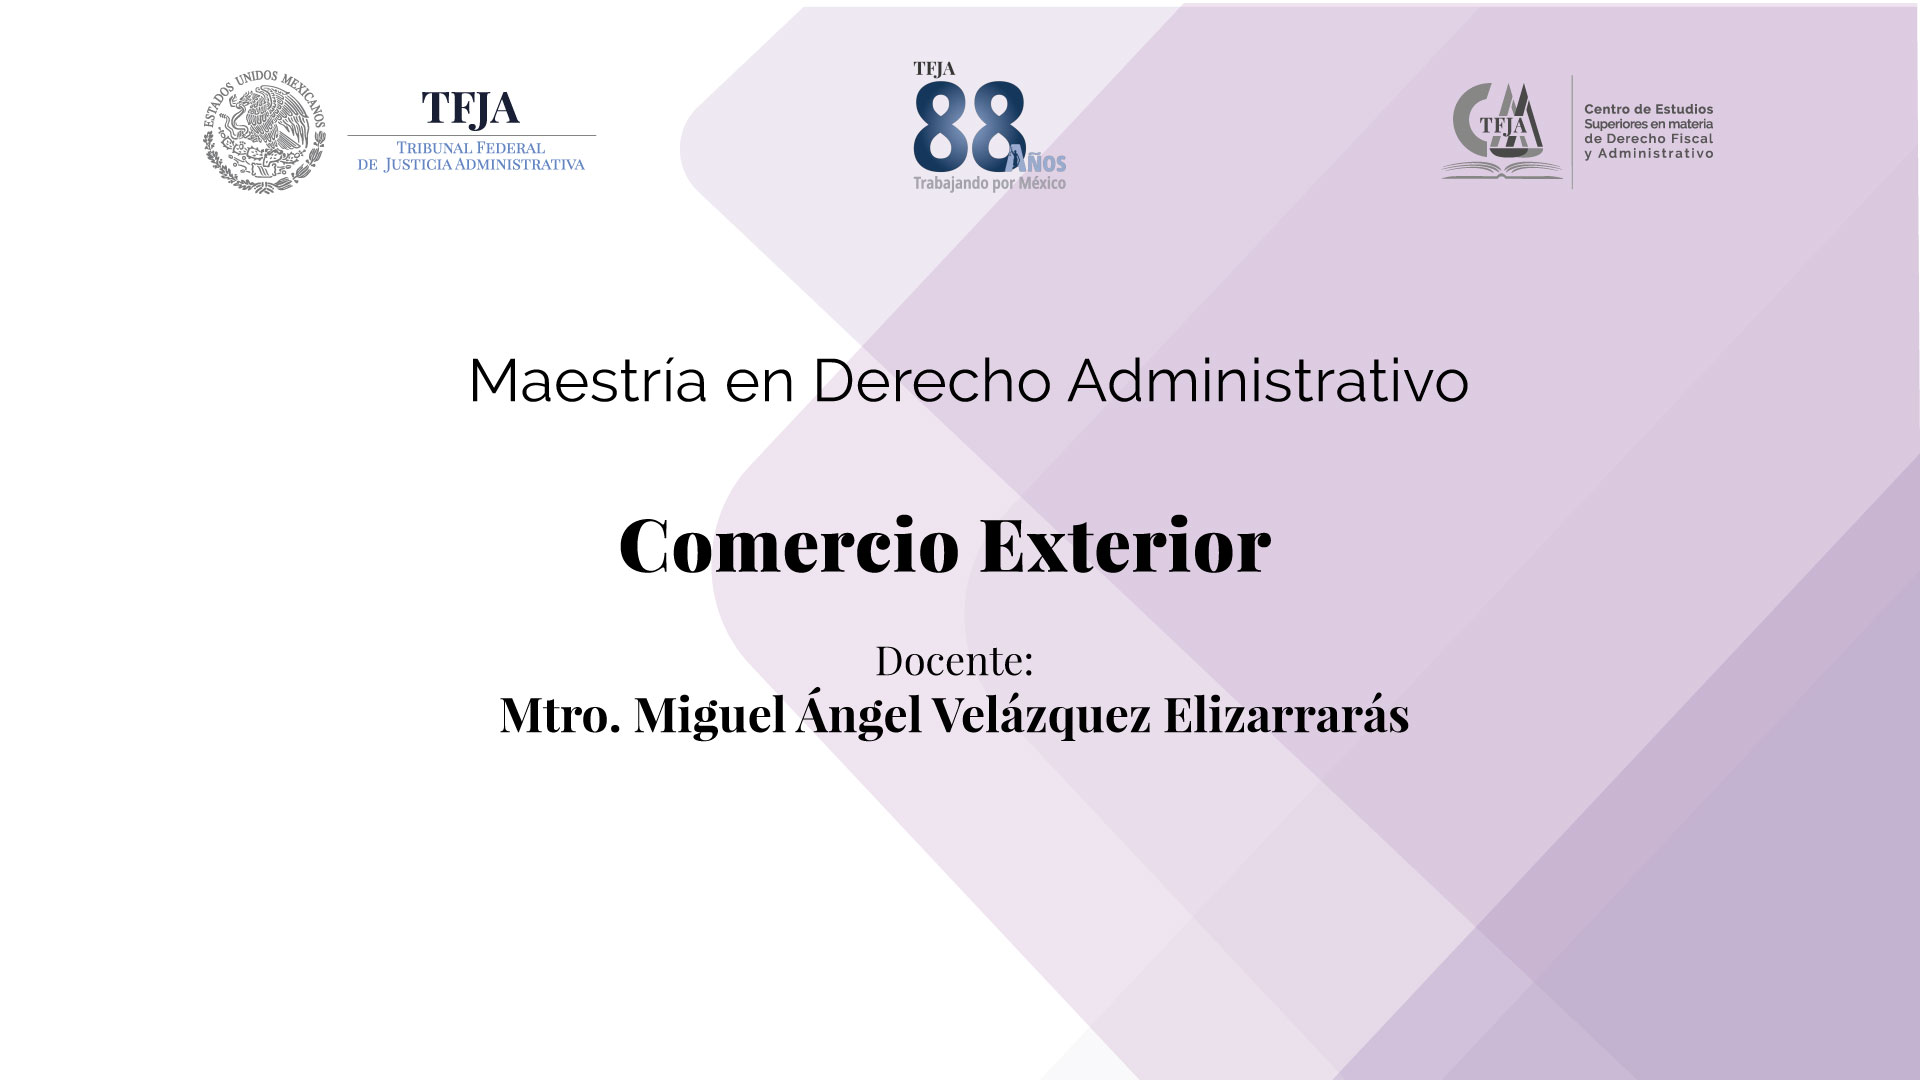 ESTADOS UNIDOS MEXICANOS
TFJA
TRIBUNAL FEDERAL
DE JUSTICIA ADMINISTRATIVA
TFJA
88
AÑOS
Trabajando por México
TFJA
Centro de Estudios
Superiores en materia
de Derecho Fiscal
y Administrativo
Maestría en Derecho Administrativo
Comercio Exterior
Docente:
Mtro. Miguel Ángel Velázquez Elizarrarás